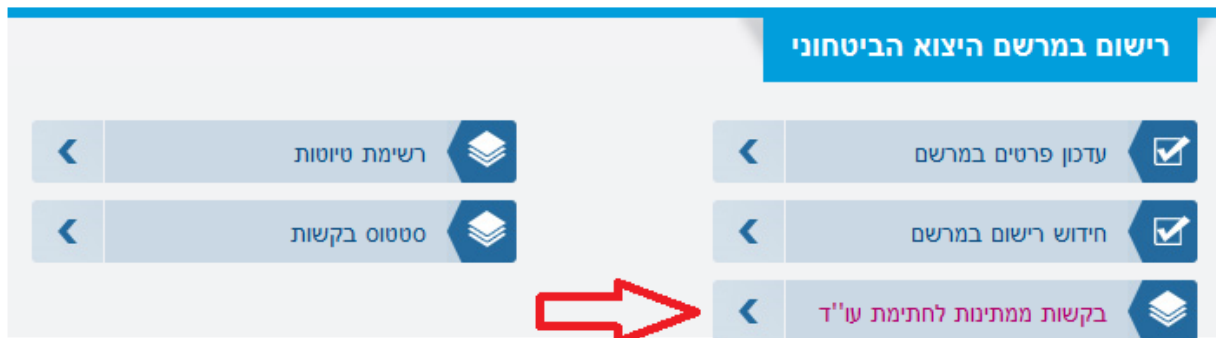 רישום במרשם היצוא הביטחוני
עדכון פרטים במרשם
רשימת טיוטות
חידוש רישום במרשם
סטטוס בקשות
בקשות ממתינות לחתימת עו''ד